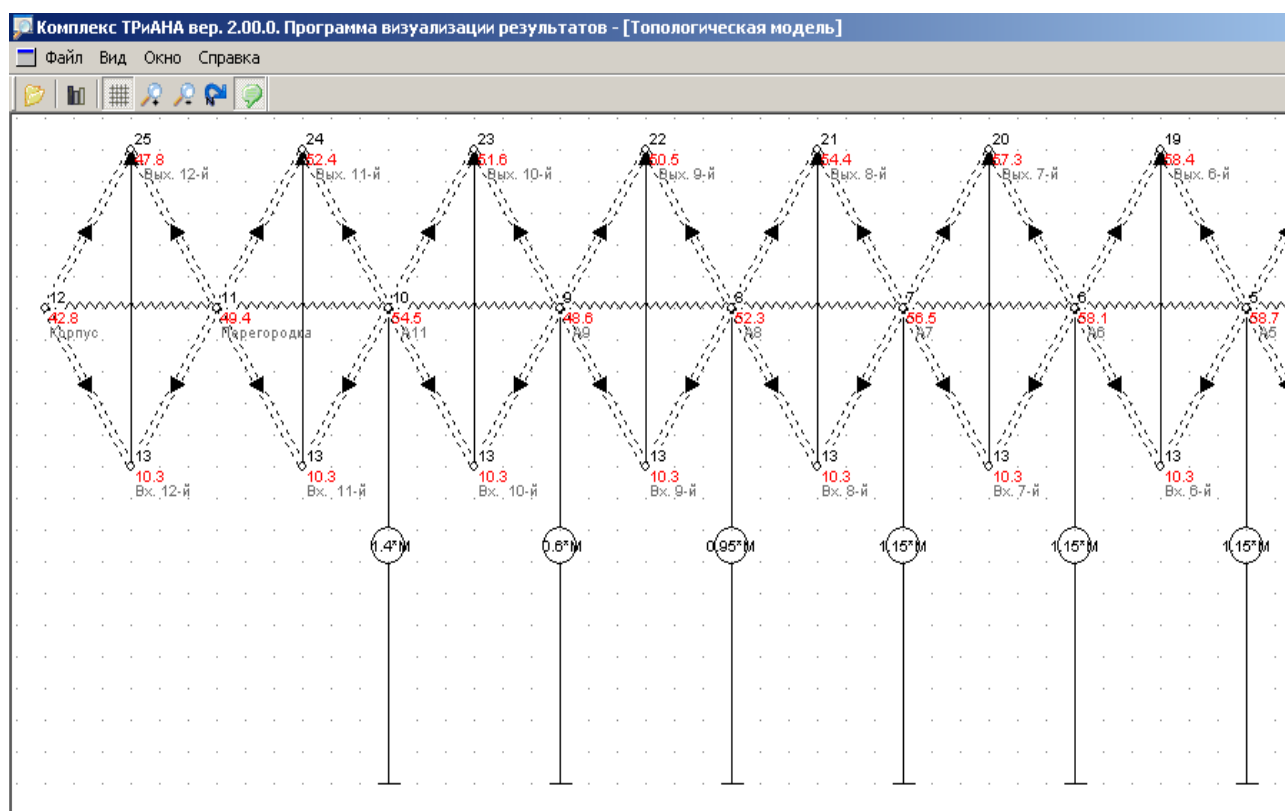 Комплекс ТРиАНА вер. 2.00.0. Программа визуализации результатов - [Топологическая модель]
Файл Вид Окно Справка
25 24 23 22 21 20 19
47.8 52.4 51.6 50.5 54.4 57.3 58.4
Вых. 12-й Вых. 11-й Вых. 10-й Вых. 9-й Вых. 8-й Вых. 7-й Вых. 6-й
12 11 10 9 8 7 6 5
42.8 49.4 54.5 48.6 52.3 56.5 58.1 58.7
Корпус Перегородка А11 А9 А8 А7 А6 А5
13 13 13 13 13 13 13
10.3 10.3 10.3 10.3 10.3 10.3 10.3
Вх. 12-й Вх. 11-й Вх. 10-й Вх. 9-й Вх. 8-й Вх. 7-й Вх. 6-й
1.4*М 0.6*М 0.95*М 1.15*М 1.15*М 1.15*М